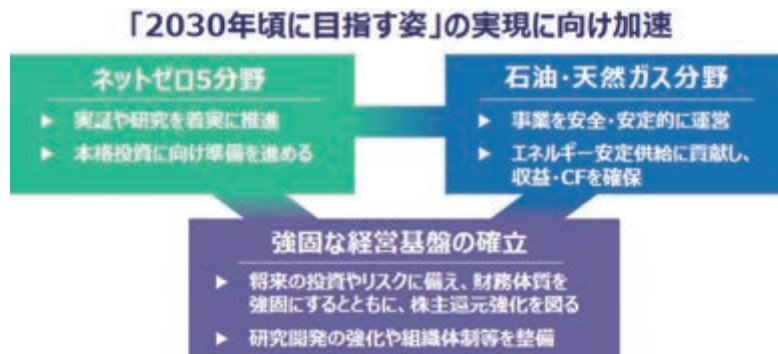 「2030年頃に目指す姿」の実現に向け加速
ネットゼロ5分野
▶ 実証や研究を着実に推進
▶ 本格投資に向け準備を進める
石油・天然ガス分野
▶ 事業を安全・安定的に運営
▶ エネルギー安定供給に貢献し、
収益・CFを確保
強固な経営基盤の確立
▶ 将来の投資やリスクに備え、財務体質を
強固にするとともに、株主還元強化を図る
▶ 研究開発の強化や組織体制等を整備